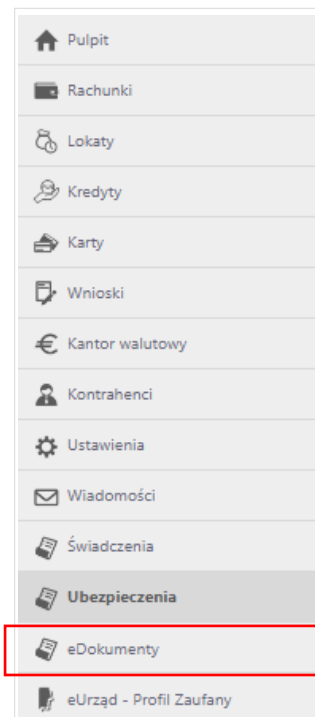 Pulpit
Rachunki
Lokaty
Kredyty
Karty
Wnioski
Kantor walutowy
Kontrahenci
Ustawienia
Wiadomości
Świadczenia
Ubezpieczenia
eDokumenty
eUrząd - Profil Zaufany